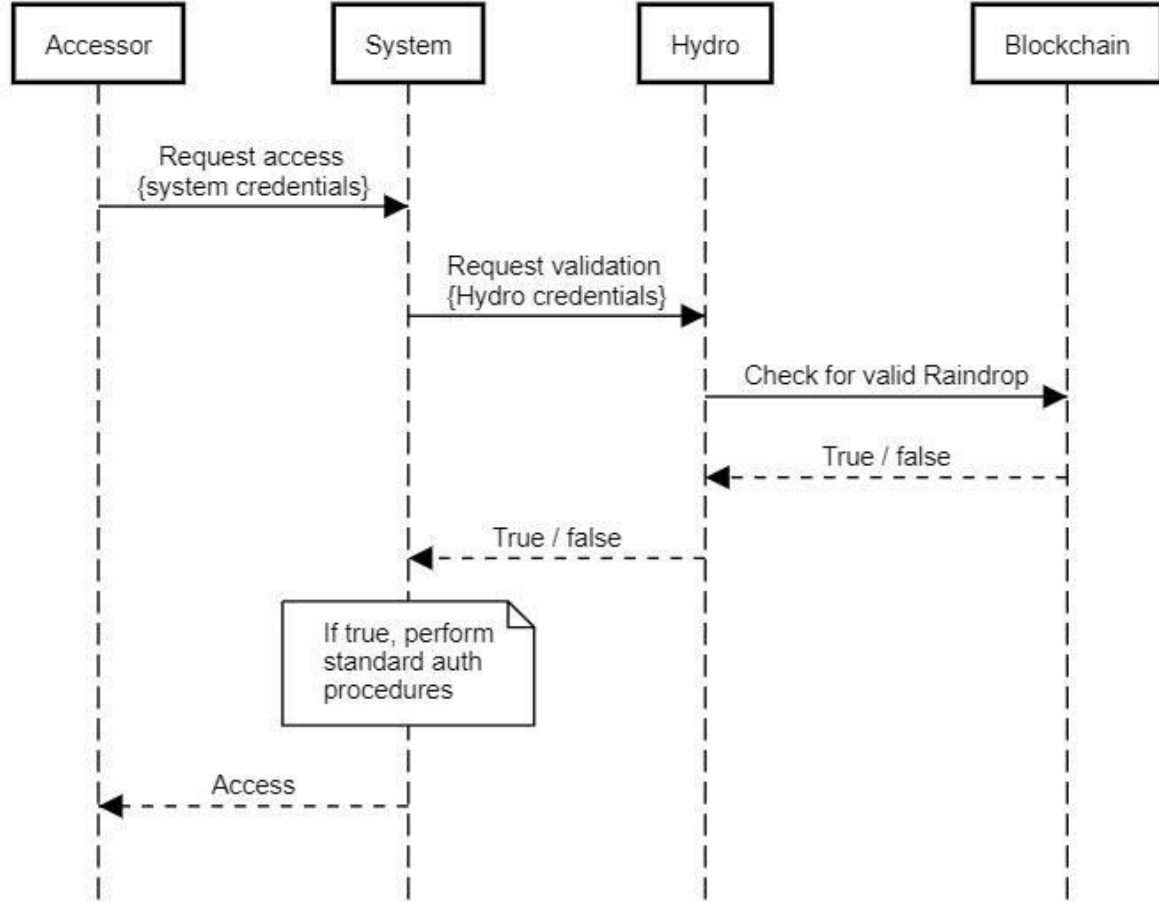 Accessor
System
Hydro
Blockchain
Request access
{system credentials}
Request validation
{Hydro credentials}
Check for valid Raindrop
True / false
True / false
If true, perform
standard auth
procedures
Access